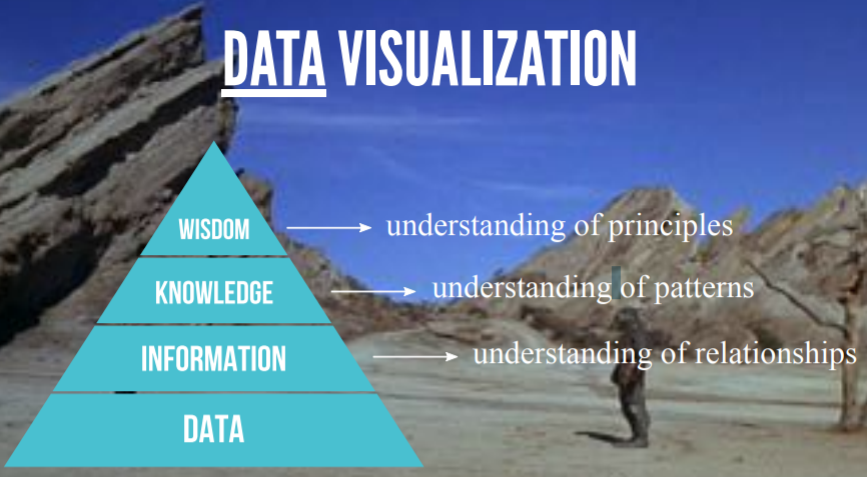 DATA VISUALIZATION
WISDOM
understanding of principles
KNOWLEDGE
understanding of patterns
INFORMATION
understanding of relationships
DATA